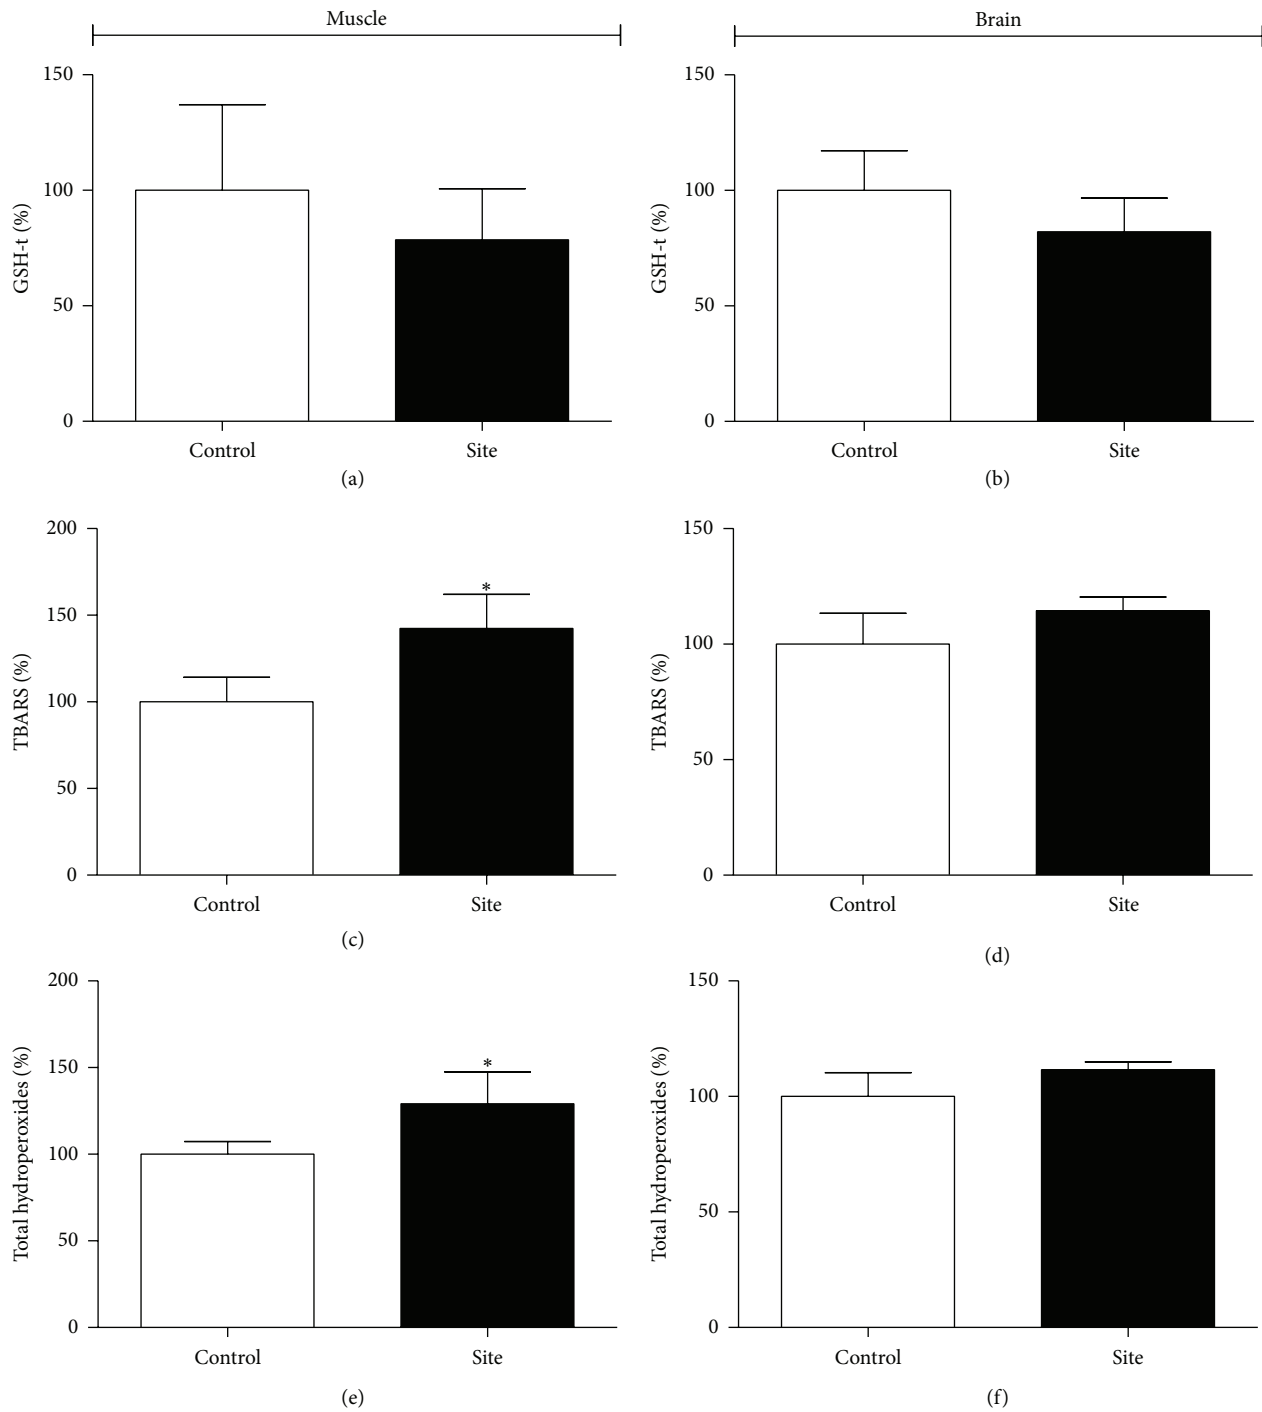 Muscle
Brain
150
100
50
0
GSH-t (%)
Control
Site
(a)
150
100
50
0
GSH-t (%)
Control
Site
(b)
200
150
100
50
0
TBARS (%)
*
Control
Site
(c)
150
100
50
0
TBARS (%)
Control
Site
(d)
200
150
100
50
0
Total hydroperoxides (%)
*
Control
Site
(e)
150
100
50
0
Total hydroperoxides (%)
Control
Site
(f)